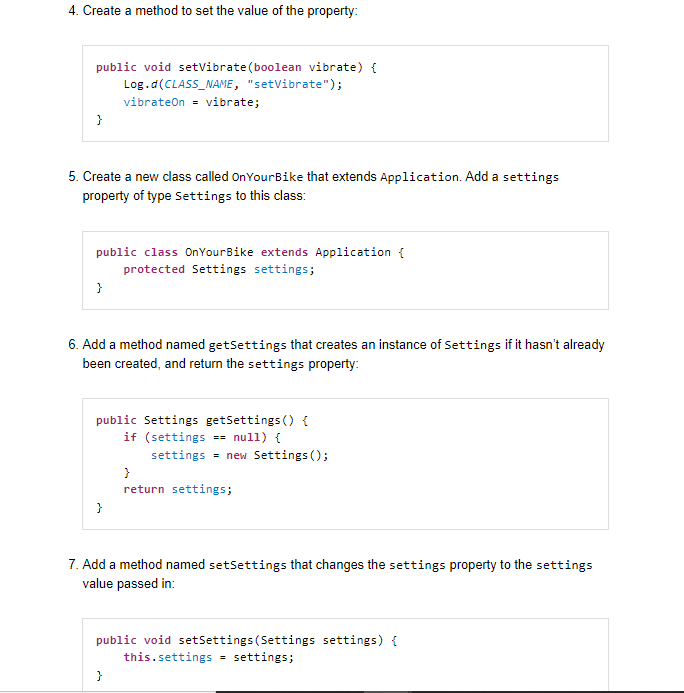 4. Create a method to set the value of the property:
public void setVibrate(boolean vibrate) {
    Log.d(CLASS_NAME, "setVibrate");
    vibrateOn = vibrate;
}
5. Create a new class called OnYourBike that extends Application. Add a settings
property of type Settings to this class:
public class OnYourBike extends Application {
    protected Settings settings;
}
6. Add a method named getSettings that creates an instance of Settings if it hasn't already
been created, and return the settings property:
public Settings getSettings() {
    if (settings == null) {
        settings = new Settings();
    }
    return settings;
}
7. Add a method named setSettings that changes the settings property to the settings
value passed in:
public void setSettings(Settings settings) {
    this.settings = settings;
}